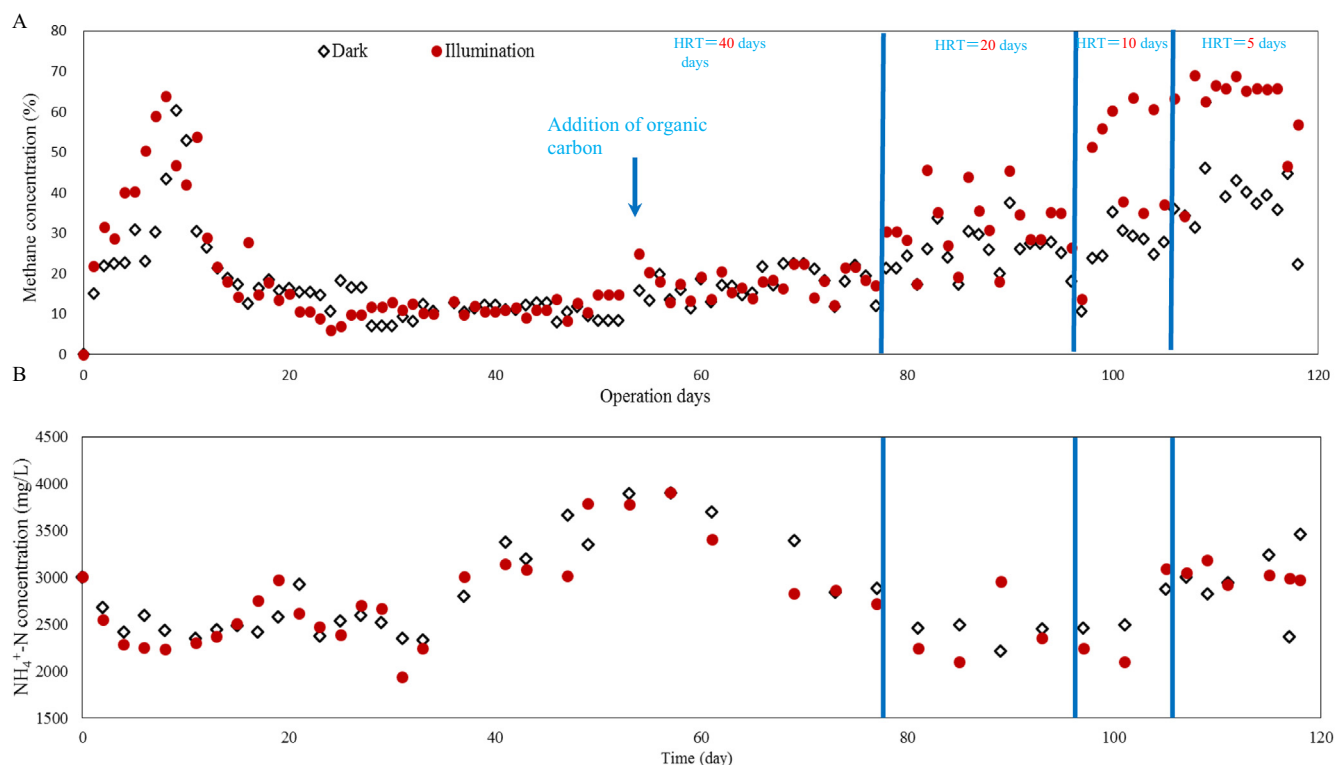 A
Methane concentration (%)
80
70
60
50
40
30
20
10
0
Dark
Illumination
HRT=40 days
days
HRT=20 days
HRT=10 days
HRT=5 days
Addition of organic
carbon
0
20
40
60
80
100
120
Operation days
B
NH₄⁺-N concentration (mg/L)
4500
4000
3500
3000
2500
2000
1500
0
20
40
60
80
100
120
Time (day)